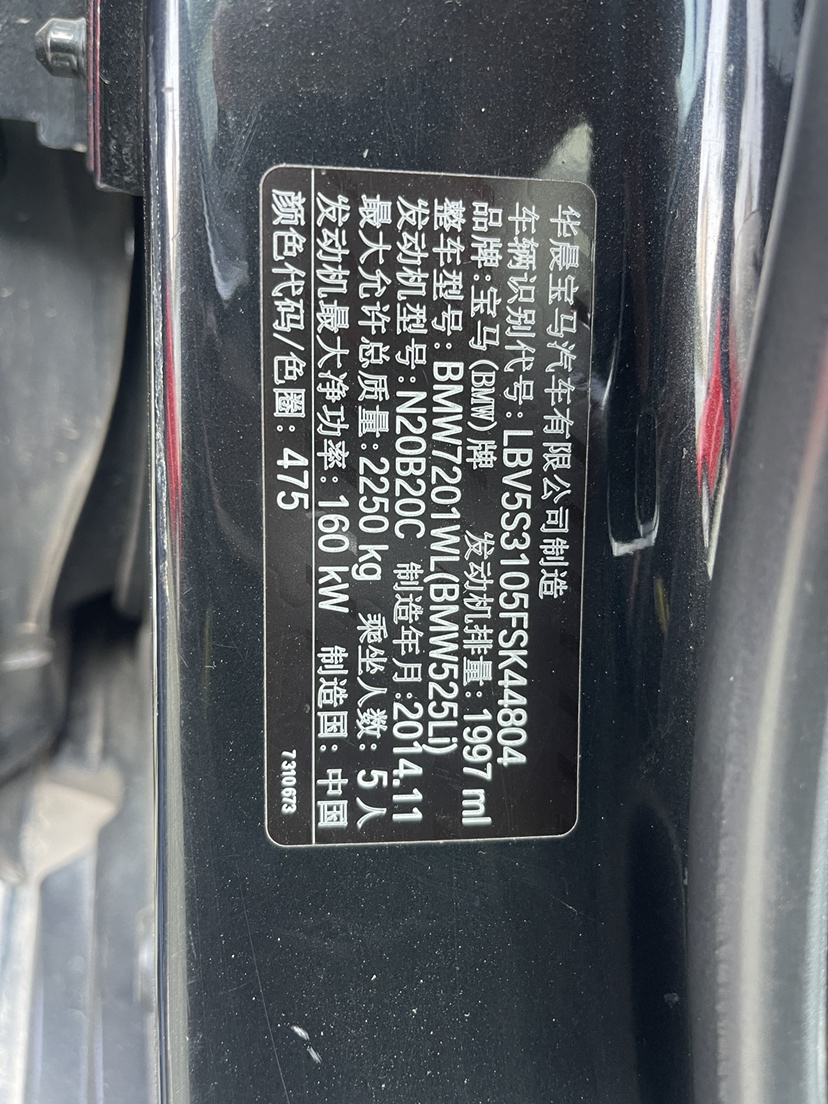 华晨宝马汽车有限公司制造
车辆识别代号:LBV5S3105FSK44804
品牌:宝马(BMW)牌 发动机排量:1997 ml
整车型号:BMW7201WL(BMW525Li)
发动机型号:N20B20C 制造年月:2014.11
最大允许总质量:2250 kg 乘坐人数:5人
发动机最大净功率:160 kW 制造国:中国
颜色代码/色圈:475
7310673